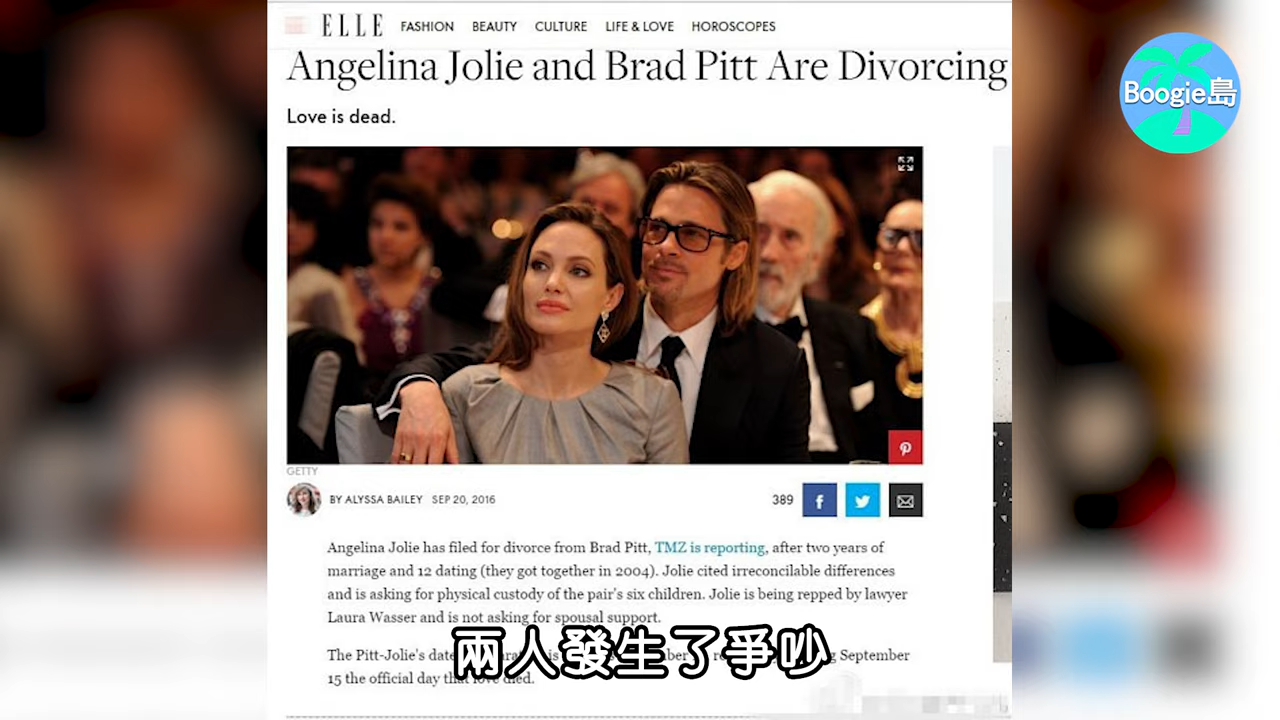 ELLE FASHION BEAUTY CULTURE LIFE & LOVE HOROSCOPES
Angelina Jolie and Brad Pitt Are Divorcing
Boogie島
Love is dead.
GETTY
BY ALYSSA BAILEY SEP 20, 2016 389
Angelina Jolie has filed for divorce from Brad Pitt, TMZ is reporting, after two years of
marriage and 12 dating (they got together in 2004). Jolie cited irreconcilable differences
and is asking for physical custody of the pair's six children. Jolie is being repped by lawyer
Laura Wasser and is not asking for spousal support.
The Pitt-Jolie's date September
兩人發生了爭吵
15 the official day that love died.